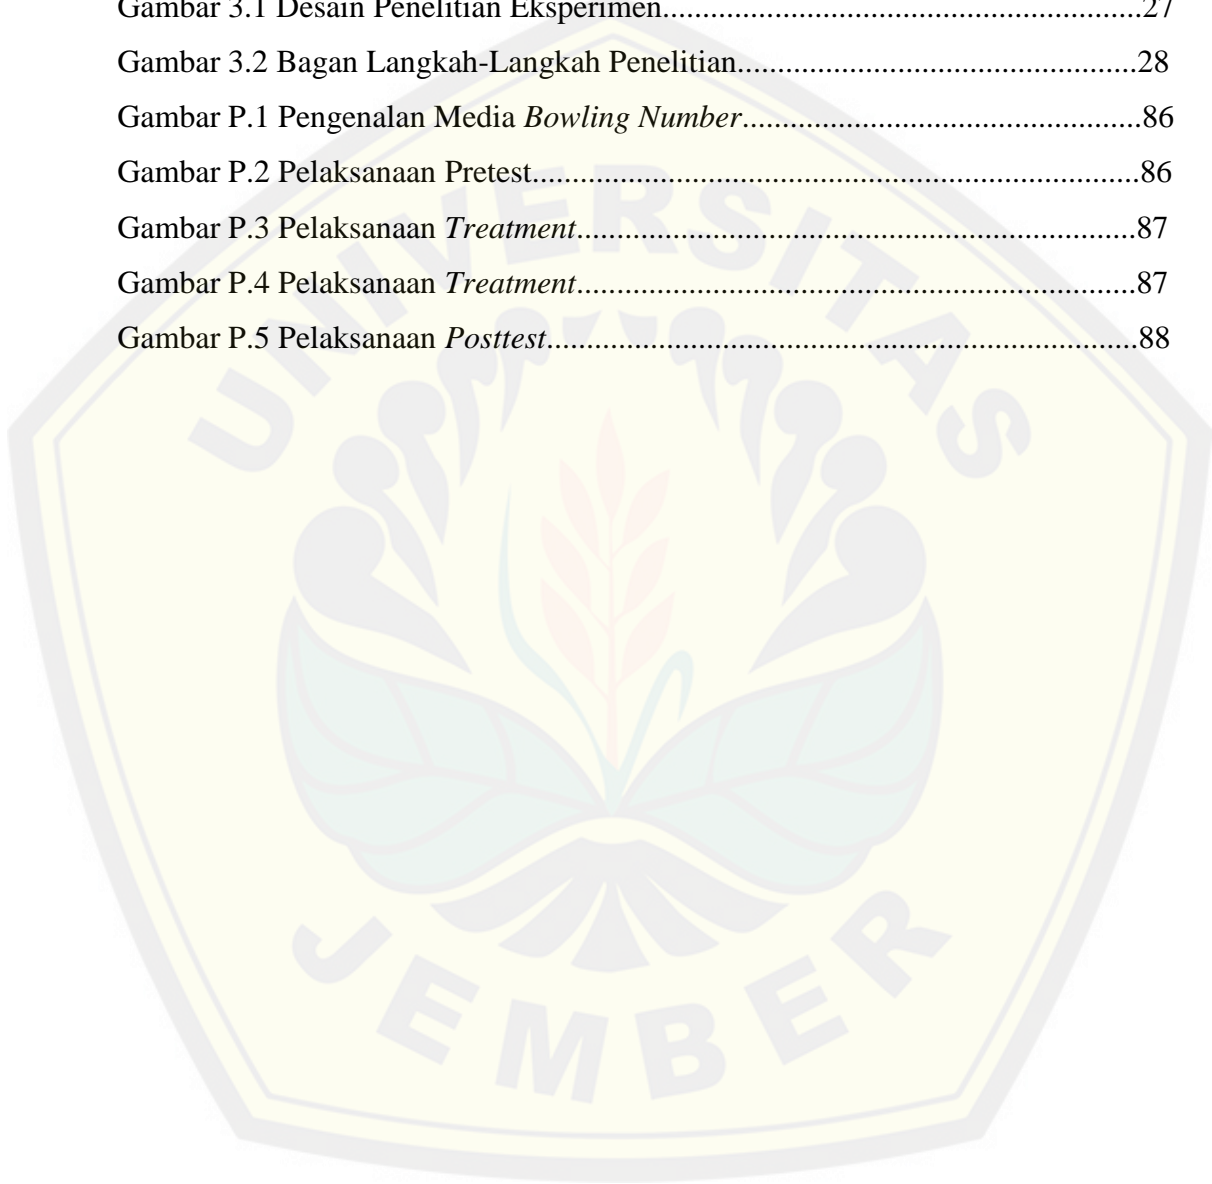 Gambar 3.1 Desain Penelitian Eksperimen...............................................................27
Gambar 3.2 Bagan Langkah-Langkah Penelitian.....................................................28
Gambar P.1 Pengenalan Media Bowling Number.....................................................86
Gambar P.2 Pelaksanaan Pretest................................................................................86
Gambar P.3 Pelaksanaan Treatment..........................................................................87
Gambar P.4 Pelaksanaan Treatment..........................................................................87
Gambar P.5 Pelaksanaan Posttest..............................................................................88
UNIVERSITAS
JEMBER